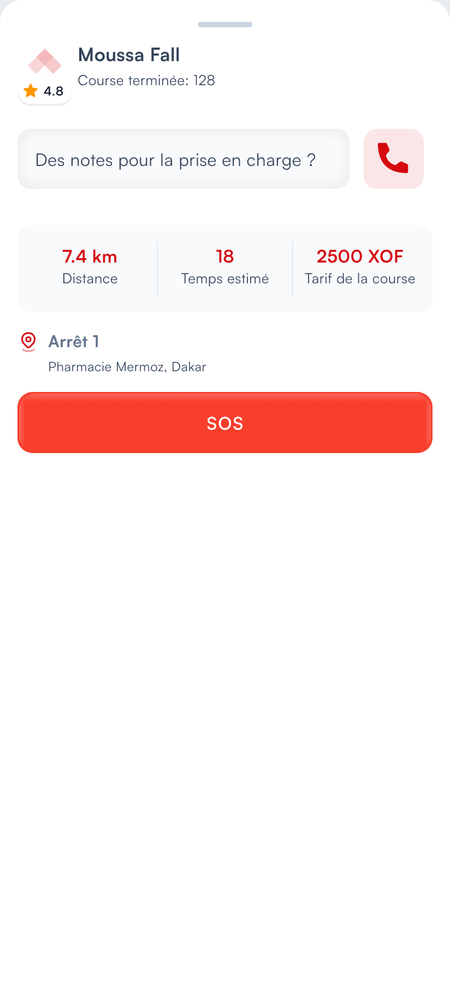 Moussa Fall
Course terminée: 128
4.8
Des notes pour la prise en charge ?
7.4 km
Distance
18
Temps estimé
2500 XOF
Tarif de la course
Arrêt 1
Pharmacie Mermoz, Dakar
SOS